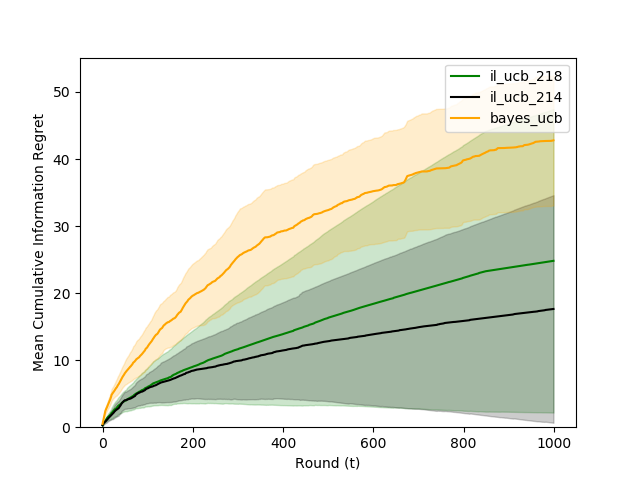 il_ucb_218
il_ucb_214
bayes_ucb
Mean Cumulative Information Regret
50
40
30
20
10
0
0 200 400 600 800 1000
Round (t)